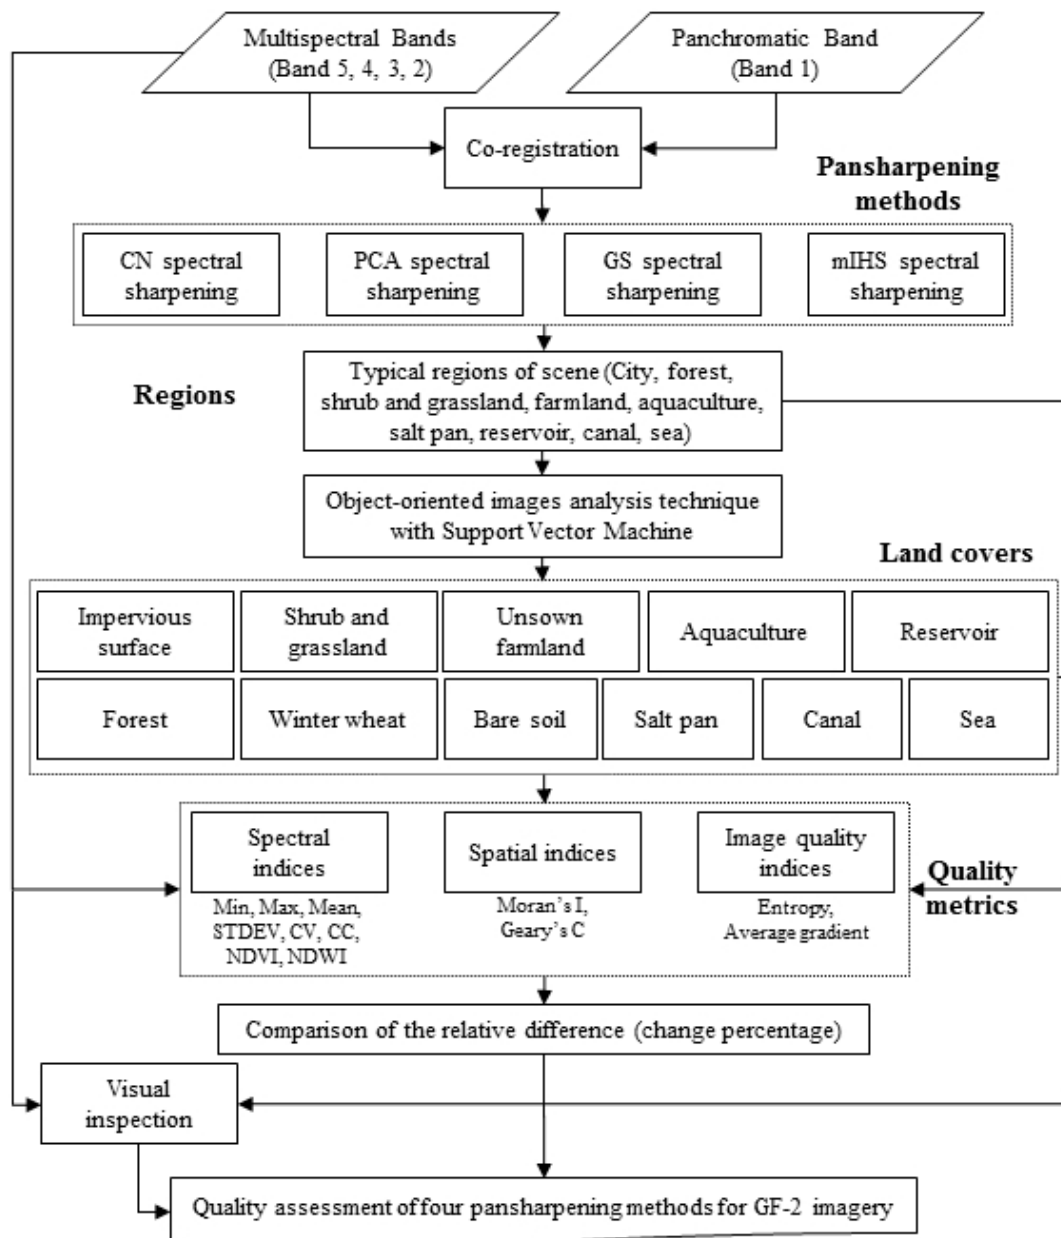 Multispectral Bands
(Band 5, 4, 3, 2)
Panchromatic Band
(Band 1)
Co-registration
Pansharpening
methods
CN spectral
sharpening
PCA spectral
sharpening
GS spectral
sharpening
mIHS spectral
sharpening
Regions
Typical regions of scene (City, forest,
shrub and grassland, farmland, aquaculture,
salt pan, reservoir, canal, sea)
Object-oriented images analysis technique
with Support Vector Machine
Land covers
Impervious
surface
Shrub and
grassland
Unsown
farmland
Aquaculture
Reservoir
Forest
Winter wheat
Bare soil
Salt pan
Canal
Sea
Spectral
indices
Spatial indices
Image quality
indices
Quality
metrics
Min, Max, Mean,
STDEV, CV, CC,
NDVI, NDWI
Moran's I,
Geary's C
Entropy,
Average gradient
Comparison of the relative difference (change percentage)
Visual
inspection
Quality assessment of four pansharpening methods for GF-2 imagery